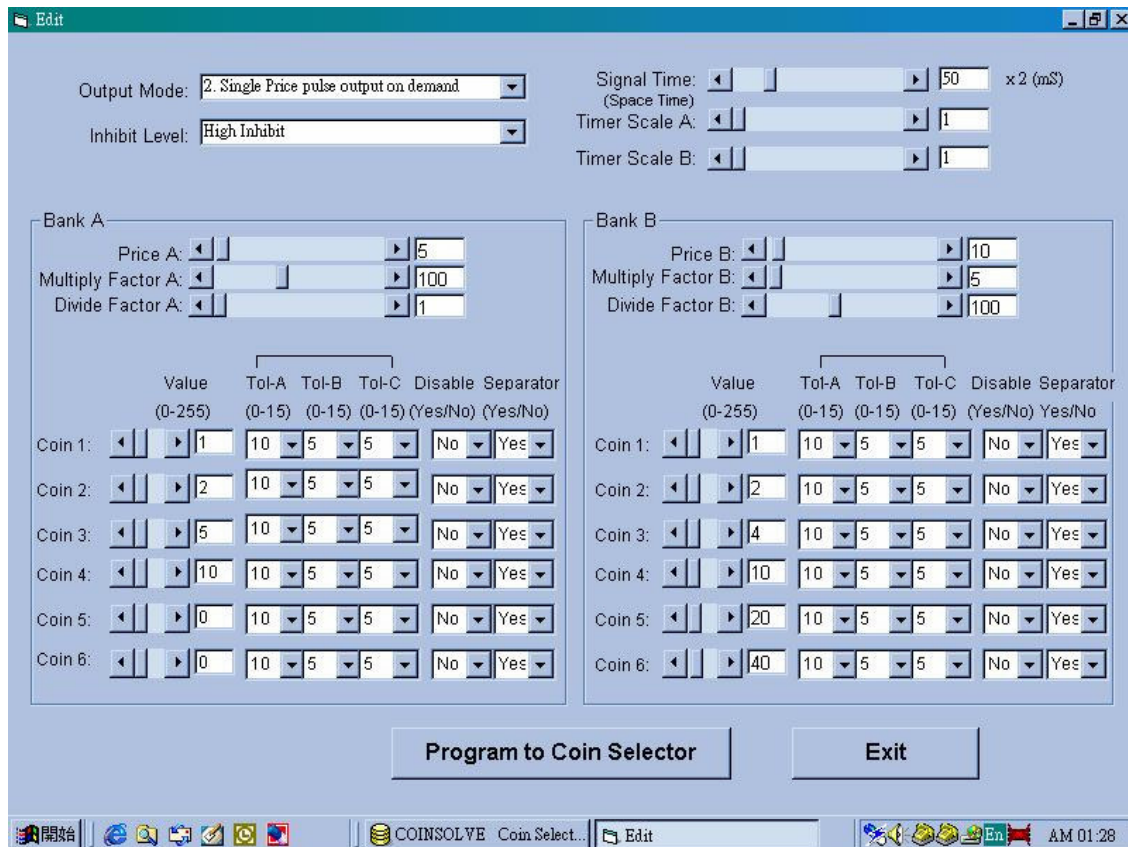 Edit
Output Mode: 2. Single Price pulse output on demand
Inhibit Level: High Inhibit
Signal Time: 50 x 2 (mS)
(Space Time)
Timer Scale A: 1
Timer Scale B: 1
Bank A
Price A: 5
Multiply Factor A: 100
Divide Factor A: 1
Value Tol-A Tol-B Tol-C Disable Separator
(0-255) (0-15) (0-15) (0-15) (Yes/No) (Yes/No)
Coin 1: 1 10 5 5 No Yes
Coin 2: 2 10 5 5 No Yes
Coin 3: 5 10 5 5 No Yes
Coin 4: 10 10 5 5 No Yes
Coin 5: 0 10 5 5 No Yes
Coin 6: 0 10 5 5 No Yes
Bank B
Price B: 10
Multiply Factor B: 5
Divide Factor B: 100
Value Tol-A Tol-B Tol-C Disable Separator
(0-255) (0-15) (0-15) (0-15) (Yes/No) Yes/No
Coin 1: 1 10 5 5 No Yes
Coin 2: 2 10 5 5 No Yes
Coin 3: 4 10 5 5 No Yes
Coin 4: 10 10 5 5 No Yes
Coin 5: 20 10 5 5 No Yes
Coin 6: 40 10 5 5 No Yes
Program to Coin Selector
Exit
開始 COINSOLVE Coin Select... Edit En AM 01:28